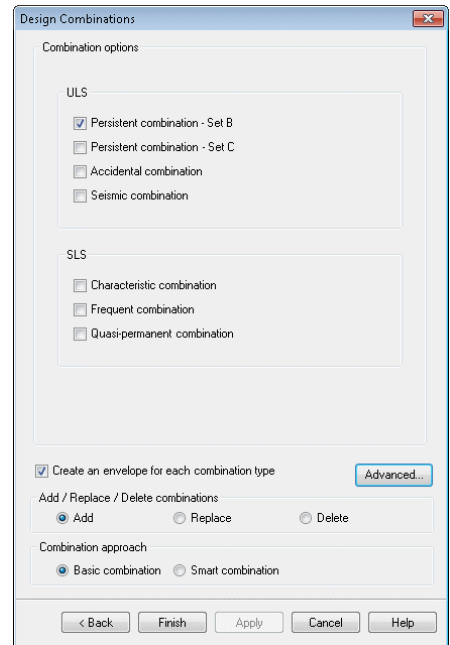 Design Combinations
Combination options
ULS
Persistent combination - Set B
Persistent combination - Set C
Accidental combination
Seismic combination
SLS
Characteristic combination
Frequent combination
Quasi-permanent combination
Create an envelope for each combination type
Advanced...
Add / Replace / Delete combinations
Add Replace Delete
Combination approach
Basic combination Smart combination
< Back Finish Apply Cancel Help